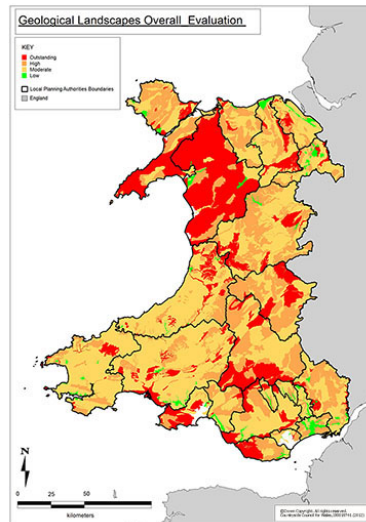 Geological Landscapes Overall Evaluation
KEY
Outstanding
High
Moderate
Low
Local Planning Authorities Boundaries
England
N
0 25 50
kilometers